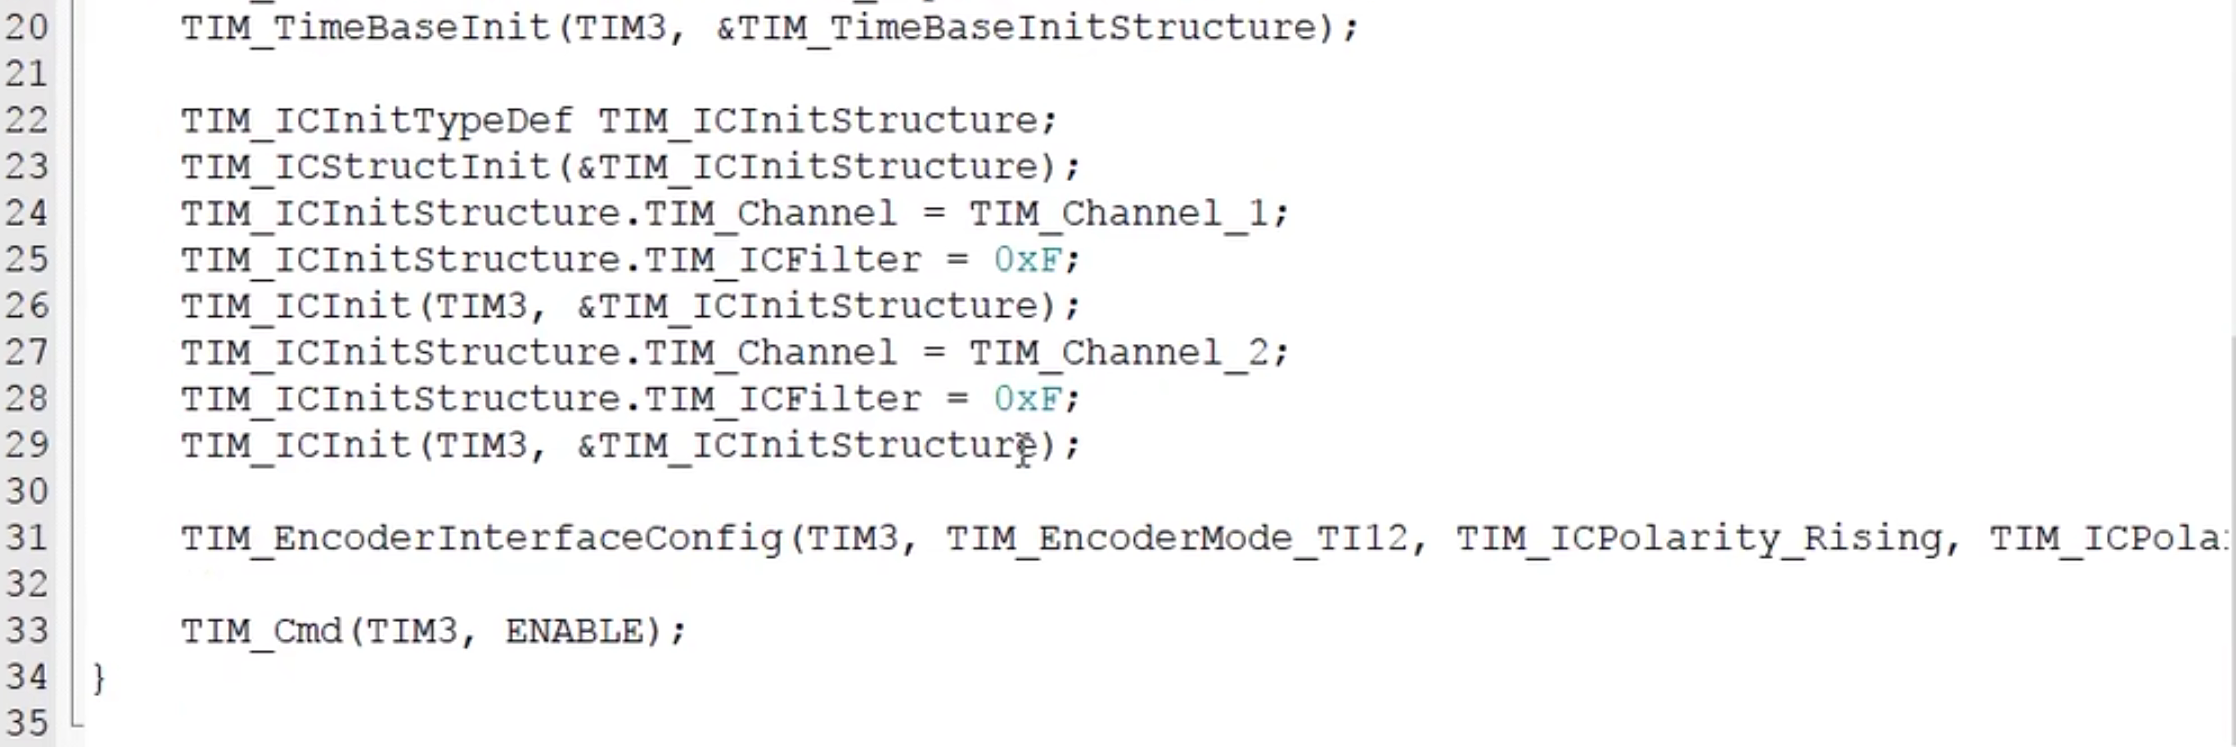 20 TIM_TimeBaseInit(TIM3, &TIM_TimeBaseInitStructure);
21
22 TIM_ICInitTypeDef TIM_ICInitStructure;
23 TIM_ICStructInit(&TIM_ICInitStructure);
24 TIM_ICInitStructure.TIM_Channel = TIM_Channel_1;
25 TIM_ICInitStructure.TIM_ICFilter = 0xF;
26 TIM_ICInit(TIM3, &TIM_ICInitStructure);
27 TIM_ICInitStructure.TIM_Channel = TIM_Channel_2;
28 TIM_ICInitStructure.TIM_ICFilter = 0xF;
29 TIM_ICInit(TIM3, &TIM_ICInitStructure);
30
31 TIM_EncoderInterfaceConfig(TIM3, TIM_EncoderMode_TI12, TIM_ICPolarity_Rising, TIM_ICPola
32
33 TIM_Cmd(TIM3, ENABLE);
34 }
35